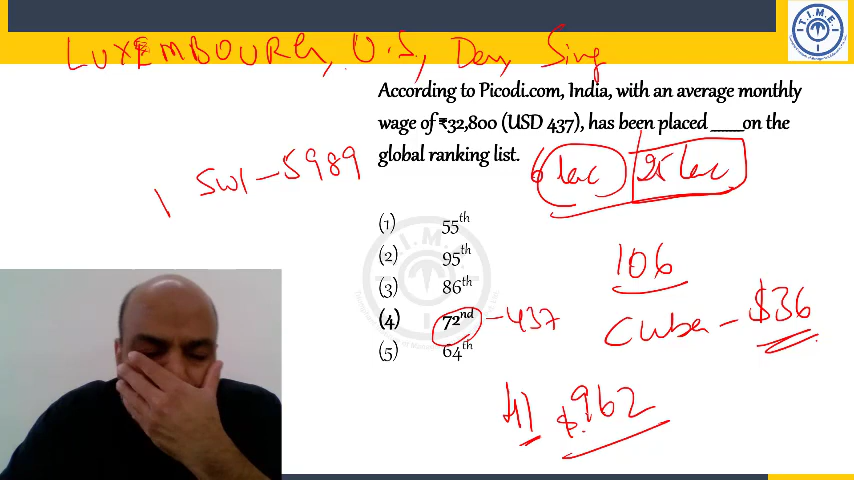 T.I.M.E.
LUXEMBOURG, U.S, Den, Sing
According to Picodi.com, India, with an average monthly
wage of ₹32,800 (USD 437), has been placed ____on the
global ranking list.
6 lac 25 lac
1 SWI - 5989
(1) 55th
(2) 95th
(3) 86th
(4) 72nd - 437
(5) 64th
106
Cuba - $36
41 $962